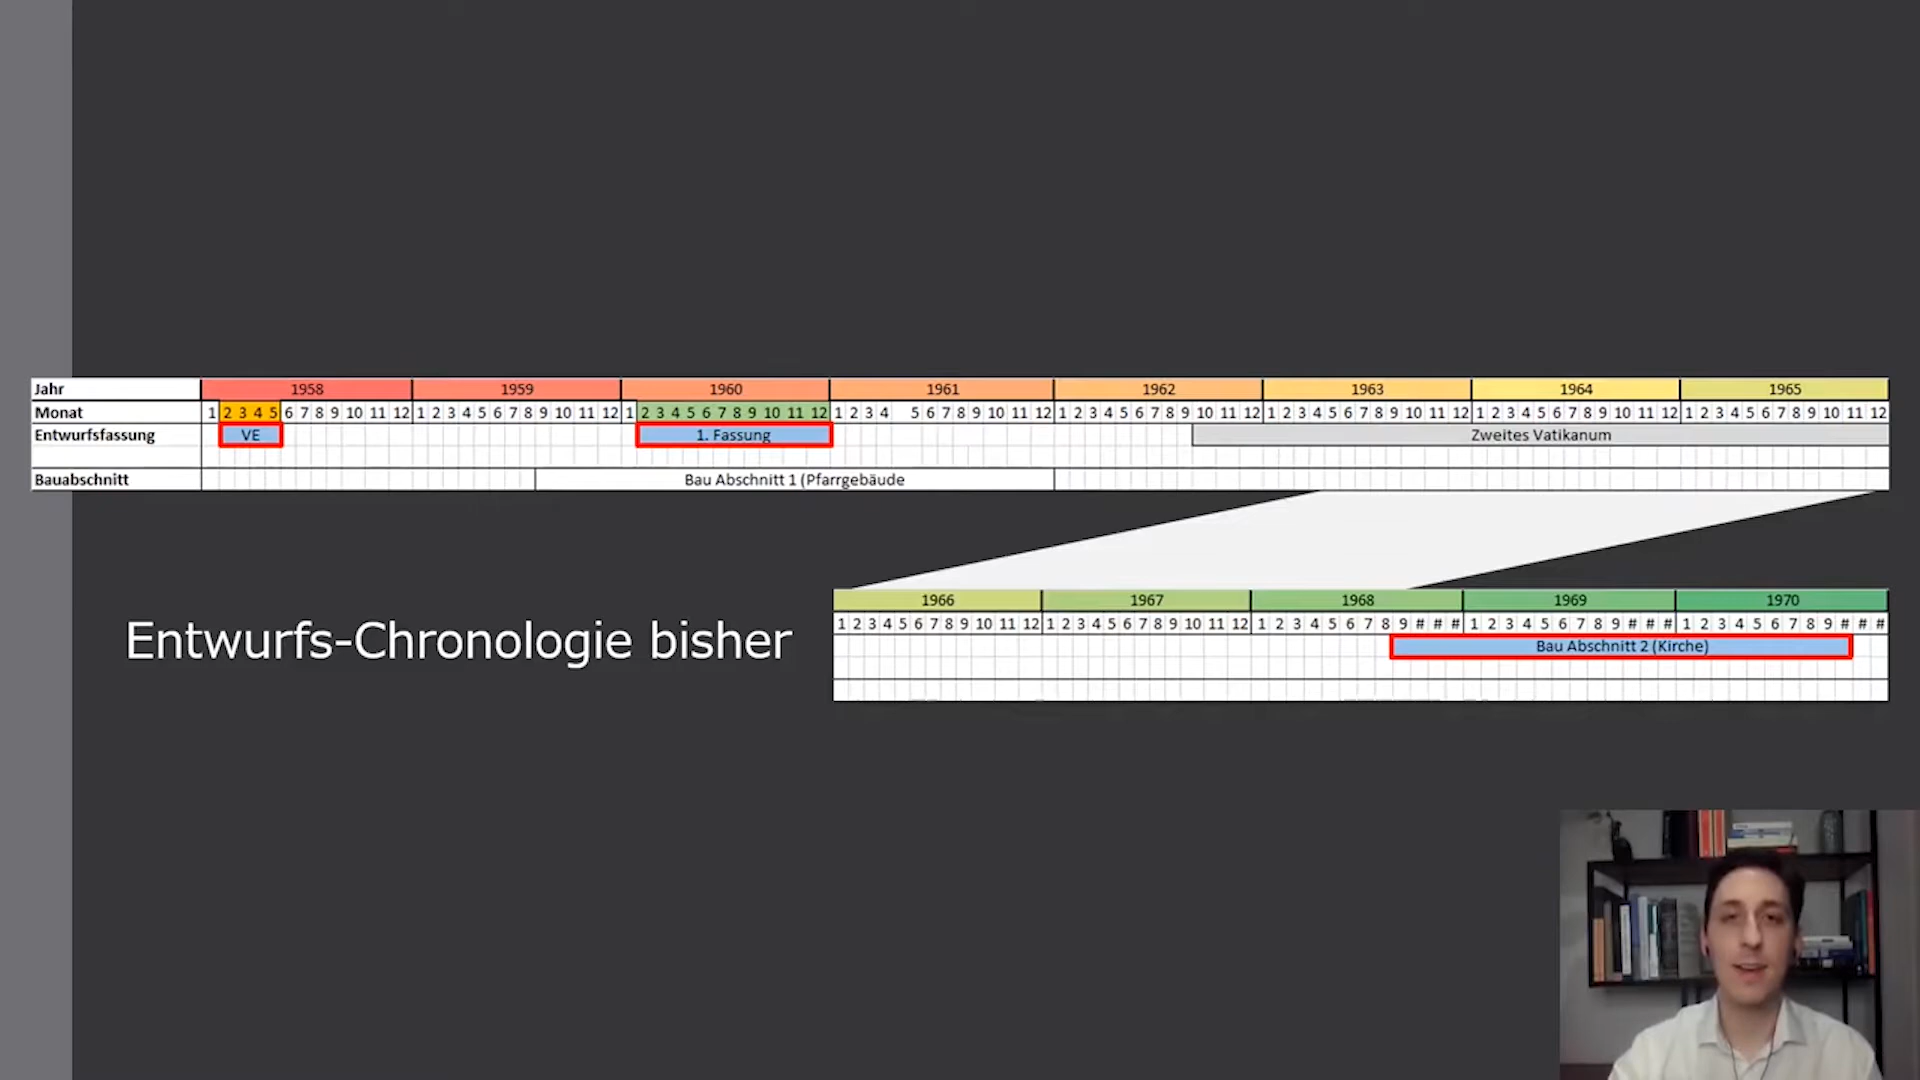 Jahr 1958 1959 1960 1961 1962 1963 1964 1965
Monat 1 2 3 4 5 6 7 8 9 10 11 12 1 2 3 4 5 6 7 8 9 10 11 12 1 2 3 4 5 6 7 8 9 10 11 12 1 2 3 4 5 6 7 8 9 10 11 12 1 2 3 4 5 6 7 8 9 10 11 12 1 2 3 4 5 6 7 8 9 10 11 12 1 2 3 4 5 6 7 8 9 10 11 12 1 2 3 4 5 6 7 8 9 10 11 12
Entwurfsfassung VE 1. Fassung Zweites Vatikanum
Bauabschnitt Bau Abschnitt 1 (Pfarrgebäude
1966 1967 1968 1969 1970
1 2 3 4 5 6 7 8 9 10 11 12 1 2 3 4 5 6 7 8 9 10 11 12 1 2 3 4 5 6 7 8 9 # # # 1 2 3 4 5 6 7 8 9 # # # 1 2 3 4 5 6 7 8 9 # # #
Entwurfs-Chronologie bisher
Bau Abschnitt 2 (Kirche)